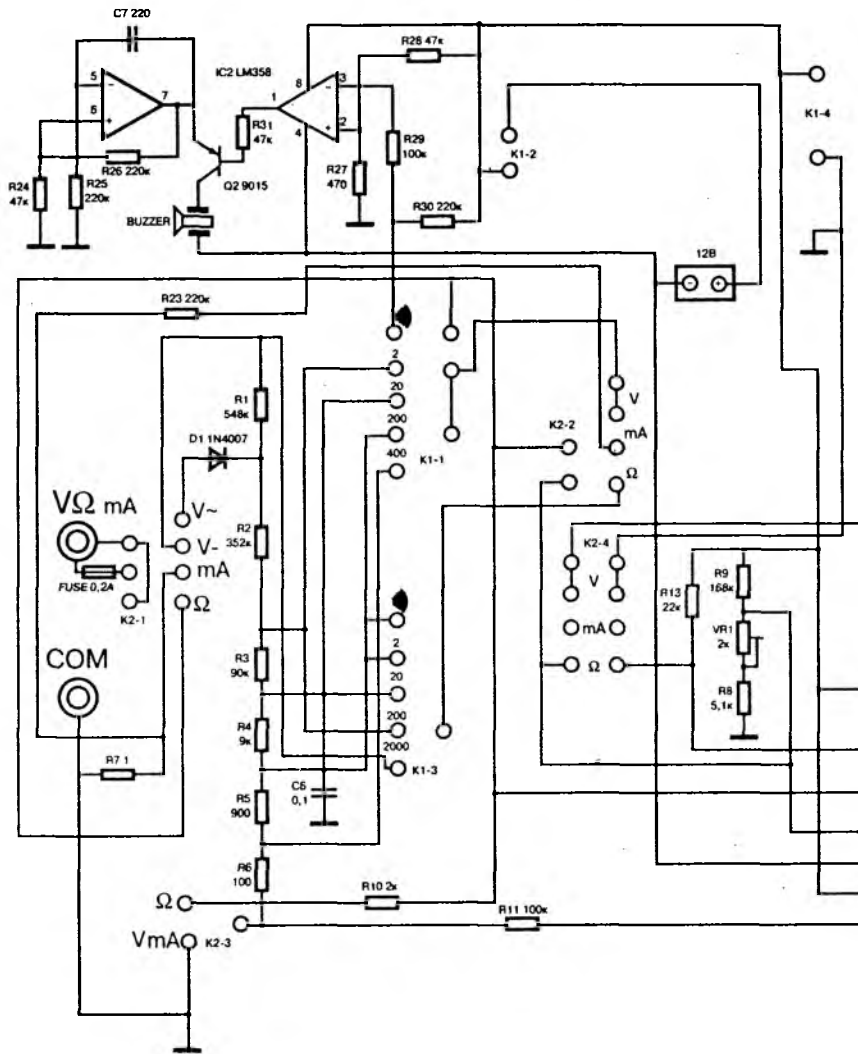 C7 220
R28 47к
IC2 LM358
5
6
7
8
1
4
3
2
R31
47к
R29
100к
K1-2
K1-4
R26 220к
R24
47к
R25
220к
Q2 9015
R27
470
R30 220к
BUZZER
12В
R23 220к
2
20
200
400
K1-1
R1
548к
D1 1N4007
V
K2-2
mA
Ω
VΩ mA
V~
V-
mA
Ω
FUSE 0,2A
K2-1
R2
352к
K2-4
V
mA
Ω
R13
22к
R9
168к
VR1
2к
R8
5,1к
COM
R3
90к
2
20
200
2000
K1-3
R4
9к
R7 1
C6
0,1
R5
900
R6
100
Ω
R10 2к
R11 100к
VmA
K2-3